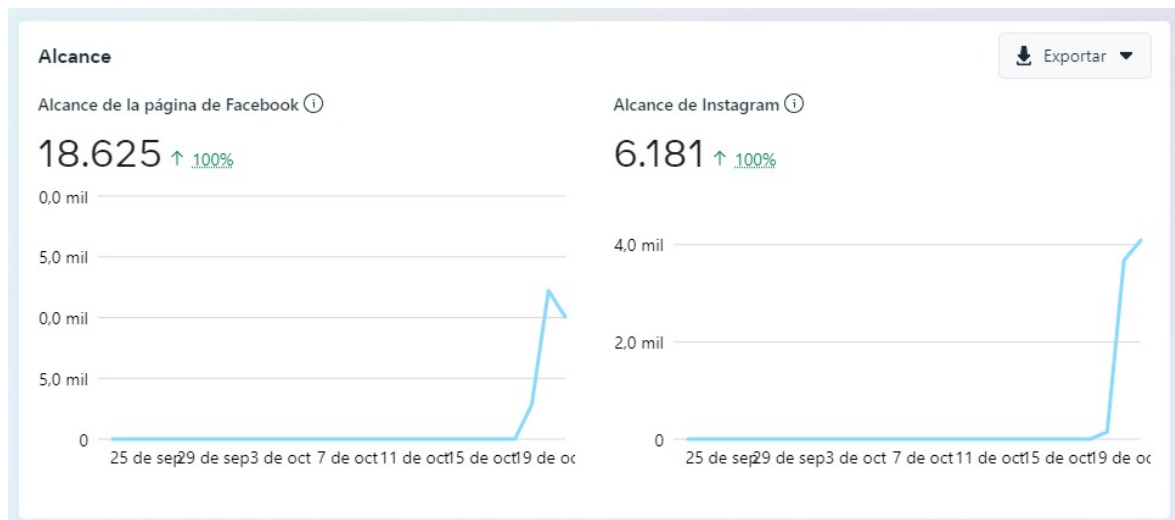 Alcance
Exportar
Alcance de la página de Facebook
18.625 ↑ 100%
0,0 mil
5,0 mil
0,0 mil
5,0 mil
0
25 de sep 29 de sep 3 de oct 7 de oct 11 de oct 15 de oct 19 de oc
Alcance de Instagram
6.181 ↑ 100%
4,0 mil
2,0 mil
0
25 de sep 29 de sep 3 de oct 7 de oct 11 de oct 15 de oct 19 de oc